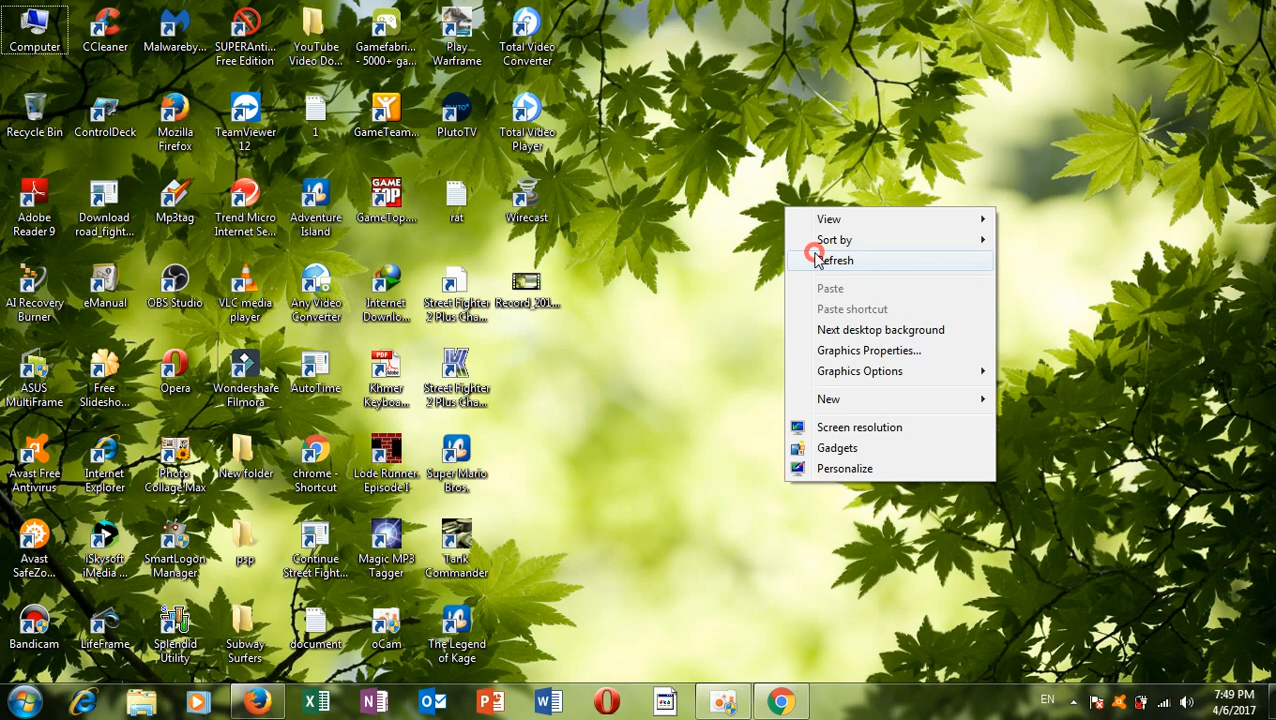 Computer
CCleaner
Malwareby...
SUPERAnti...
Free Edition
YouTube
Video Do...
Gamefabri...
- 5000+ ga...
Play
Warframe
Total Video
Converter
Recycle Bin
ControlDeck
Mozilla
Firefox
TeamViewer
12
1
GameTeam...
PlutoTV
Total Video
Player
Adobe
Reader 9
Download
road_fight...
Mp3tag
Trend Micro
Internet Se...
Adventure
Island
GameTop....
rat
Wirecast
AI Recovery
Burner
eManual
OBS Studio
VLC media
player
Any Video
Converter
Internet
Downlo...
Street Fighter
2 Plus Cha...
Record_201...
ASUS
MultiFrame
Free
Slidesho...
Opera
Wondershare
Filmora
AutoTime
Khmer
Keyboa...
Street Fighter
2 Plus Cha...
Avast Free
Antivirus
Internet
Explorer
Photo
Collage Max
New folder
chrome -
Shortcut
Lode Runner
Episode I
Super Mario
Bros.
Avast
SafeZo...
iSkysoft
iMedia ...
SmartLogon
Manager
psp
Continue
Street Fight...
Magic MP3
Tagger
Tank
Commander
Bandicam
LifeFrame
Splendid
Utility
Subway
Surfers
document
oCam
The Legend
of Kage
View
Sort by
Refresh
Paste
Paste shortcut
Next desktop background
Graphics Properties...
Graphics Options
New
Screen resolution
Gadgets
Personalize
EN
7:49 PM
4/6/2017